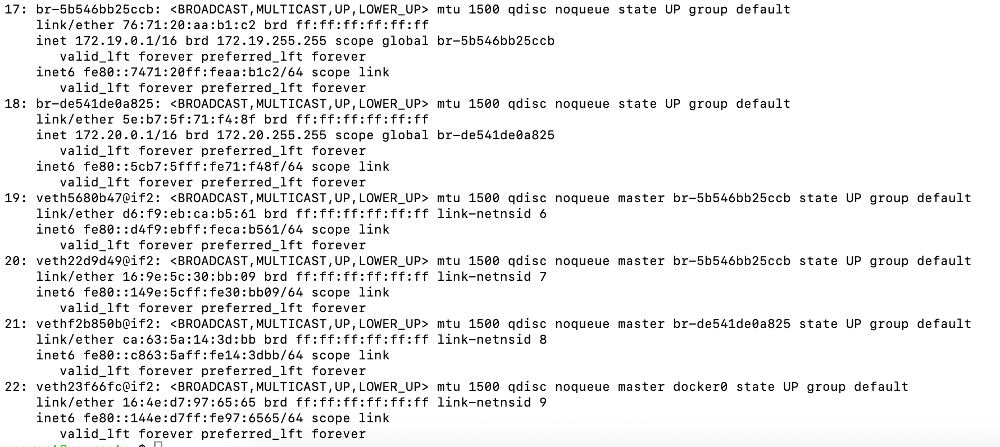 17: br-5b546bb25ccb: <BROADCAST,MULTICAST,UP,LOWER_UP> mtu 1500 qdisc noqueue state UP group default
    link/ether 76:71:20:aa:b1:c2 brd ff:ff:ff:ff:ff:ff
    inet 172.19.0.1/16 brd 172.19.255.255 scope global br-5b546bb25ccb
       valid_lft forever preferred_lft forever
    inet6 fe80::7471:20ff:feaa:b1c2/64 scope link
       valid_lft forever preferred_lft forever
18: br-de541de0a825: <BROADCAST,MULTICAST,UP,LOWER_UP> mtu 1500 qdisc noqueue state UP group default
    link/ether 5e:b7:5f:71:f4:8f brd ff:ff:ff:ff:ff:ff
    inet 172.20.0.1/16 brd 172.20.255.255 scope global br-de541de0a825
       valid_lft forever preferred_lft forever
    inet6 fe80::5cb7:5fff:fe71:f48f/64 scope link
       valid_lft forever preferred_lft forever
19: veth5680b47@if2: <BROADCAST,MULTICAST,UP,LOWER_UP> mtu 1500 qdisc noqueue master br-5b546bb25ccb state UP group default
    link/ether d6:f9:eb:ca:b5:61 brd ff:ff:ff:ff:ff:ff link-netnsid 6
    inet6 fe80::d4f9:ebff:feca:b561/64 scope link
       valid_lft forever preferred_lft forever
20: veth22d9d49@if2: <BROADCAST,MULTICAST,UP,LOWER_UP> mtu 1500 qdisc noqueue master br-5b546bb25ccb state UP group default
    link/ether 16:9e:5c:30:bb:09 brd ff:ff:ff:ff:ff:ff link-netnsid 7
    inet6 fe80::149e:5cff:fe30:bb09/64 scope link
       valid_lft forever preferred_lft forever
21: vethf2b850b@if2: <BROADCAST,MULTICAST,UP,LOWER_UP> mtu 1500 qdisc noqueue master br-de541de0a825 state UP group default
    link/ether ca:63:5a:14:3d:bb brd ff:ff:ff:ff:ff:ff link-netnsid 8
    inet6 fe80::c863:5aff:fe14:3dbb/64 scope link
       valid_lft forever preferred_lft forever
22: veth23f66fc@if2: <BROADCAST,MULTICAST,UP,LOWER_UP> mtu 1500 qdisc noqueue master docker0 state UP group default
    link/ether 16:4e:d7:97:65:65 brd ff:ff:ff:ff:ff:ff link-netnsid 9
    inet6 fe80::144e:d7ff:fe97:6565/64 scope link
       valid_lft forever preferred_lft forever